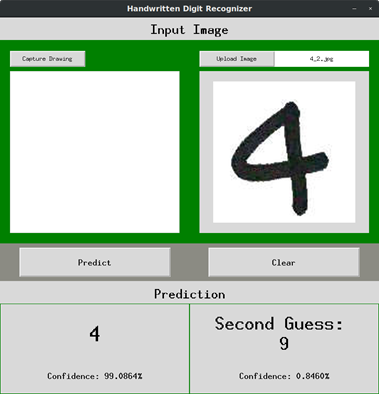 Handwritten Digit Recognizer
Input Image
Capture Drawing
Upload Image 4_2.jpg
4
Predict Clear
Prediction
4
Confidence: 99.0864%
Second Guess:
9
Confidence: 0.8460%